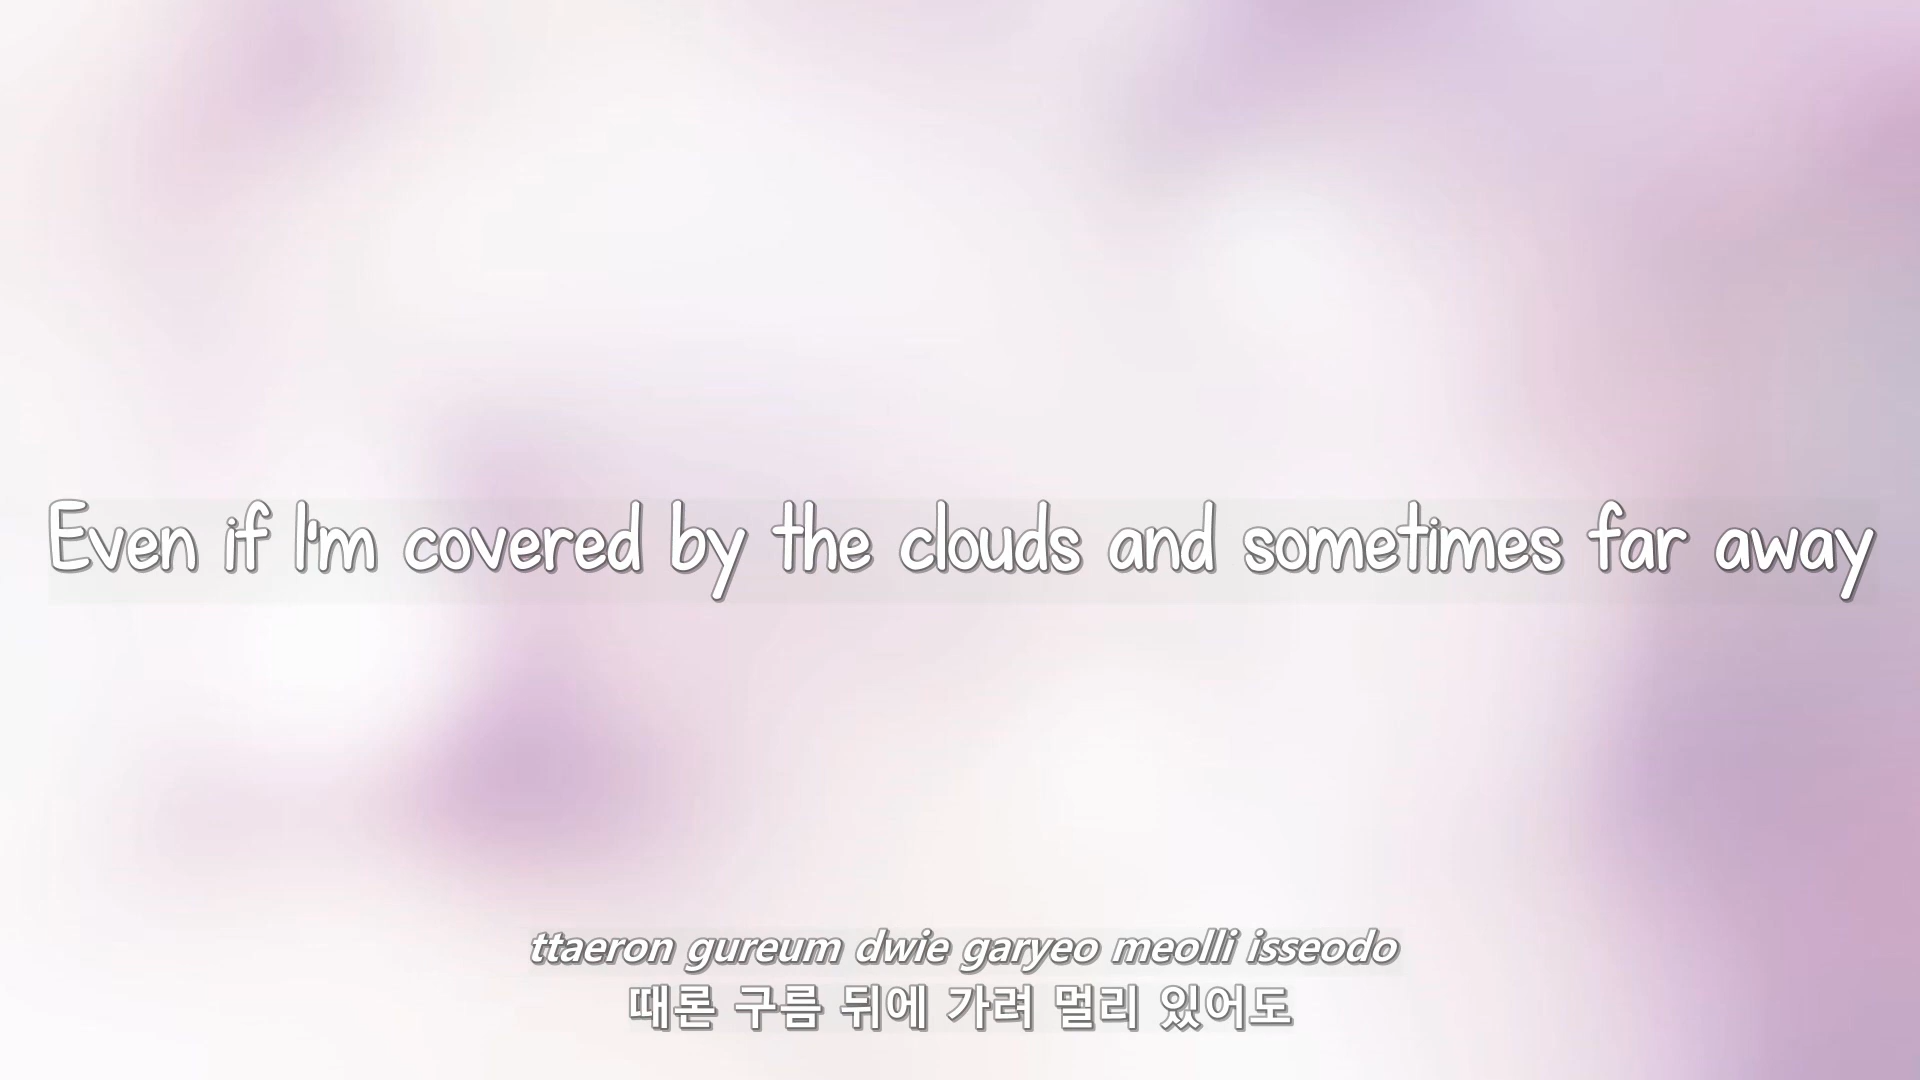 Even if I'm covered by the clouds and sometimes far away
ttaeron gureum dwie garyeo meolli isseodo
때론 구름 뒤에 가려 멀리 있어도